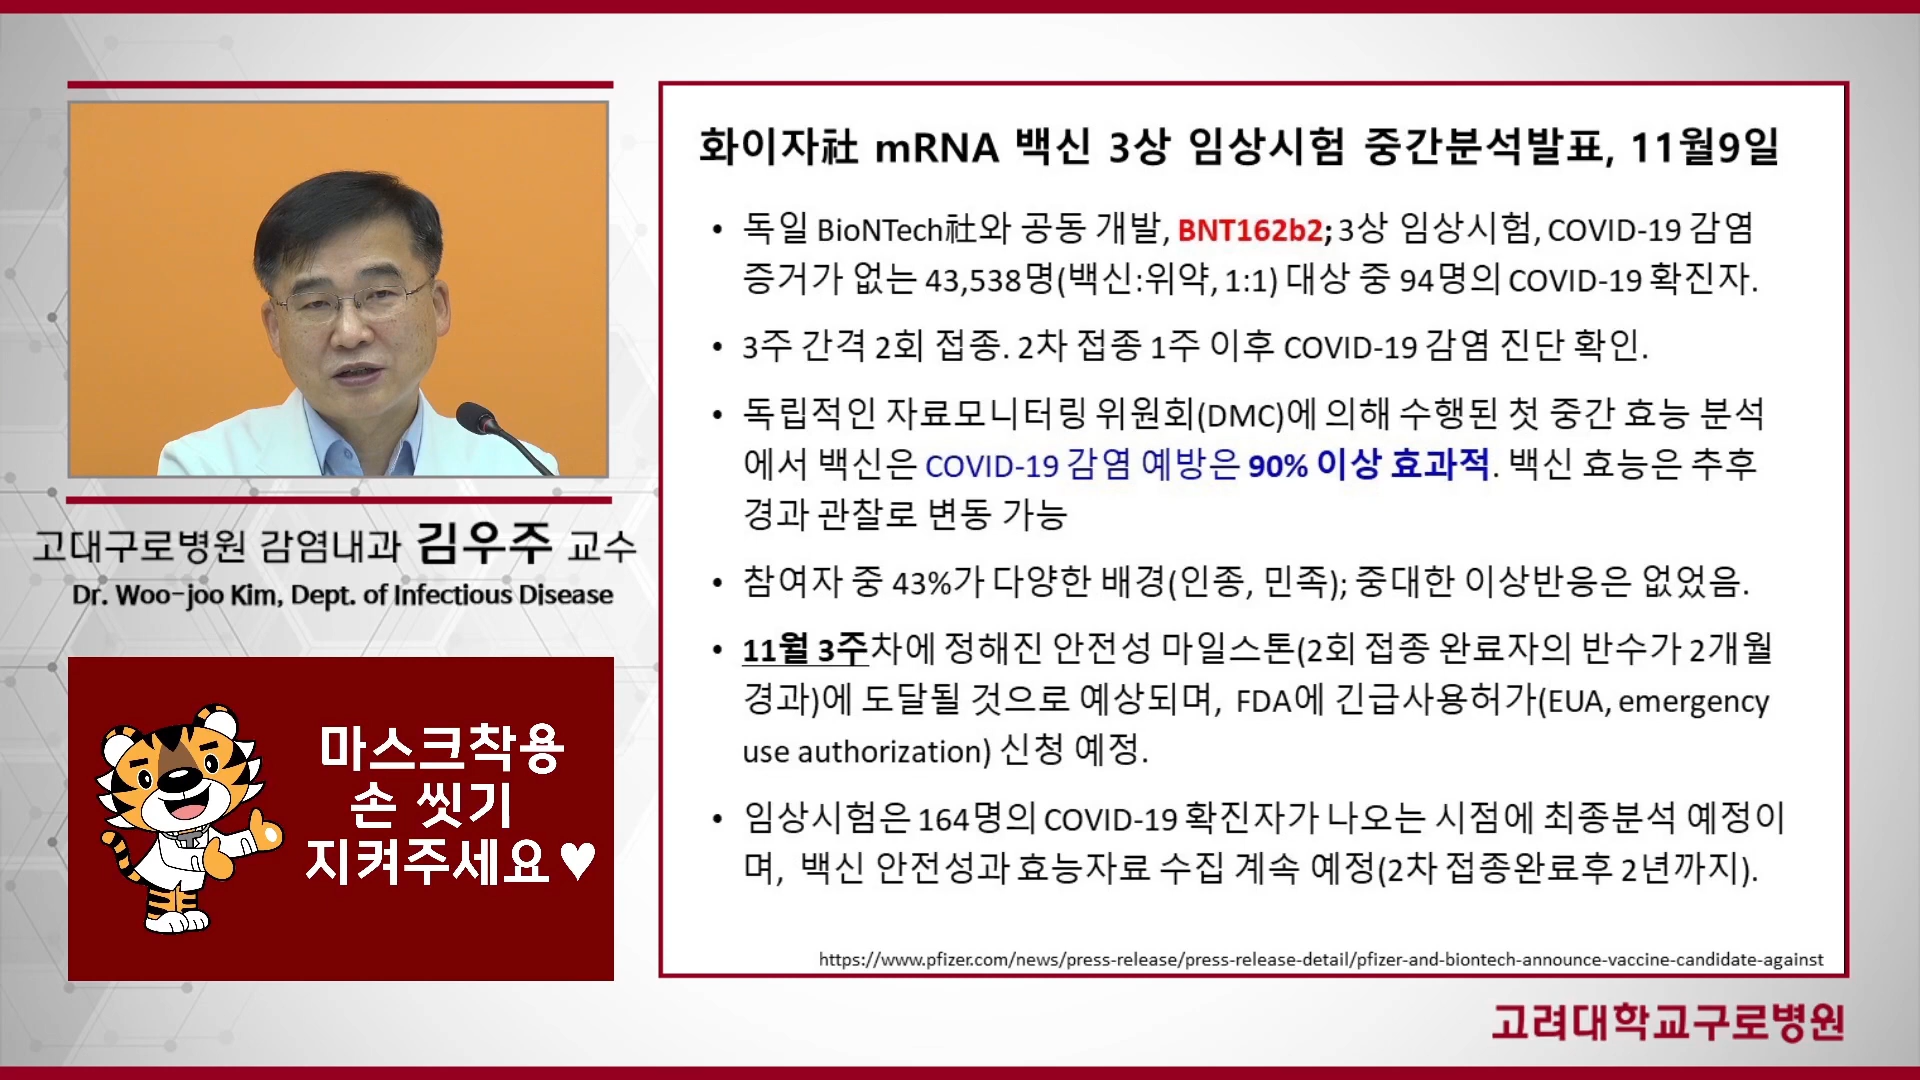 고대구로병원 감염내과 김우주 교수
Dr. Woo-joo Kim, Dept. of Infectious Disease
마스크착용
손 씻기
지켜주세요♥
화이자社 mRNA 백신 3상 임상시험 중간분석발표, 11월9일
• 독일 BioNTech社와 공동 개발, BNT162b2; 3상 임상시험, COVID-19 감염
증거가 없는 43,538명(백신:위약, 1:1) 대상 중 94명의 COVID-19 확진자.
• 3주 간격 2회 접종. 2차 접종 1주 이후 COVID-19 감염 진단 확인.
• 독립적인 자료모니터링 위원회(DMC)에 의해 수행된 첫 중간 효능 분석
에서 백신은 COVID-19 감염 예방은 90% 이상 효과적. 백신 효능은 추후
경과 관찰로 변동 가능
• 참여자 중 43%가 다양한 배경(인종, 민족); 중대한 이상반응은 없었음.
• 11월 3주차에 정해진 안전성 마일스톤(2회 접종 완료자의 반수가 2개월
경과)에 도달될 것으로 예상되며, FDA에 긴급사용허가(EUA, emergency
use authorization) 신청 예정.
• 임상시험은 164명의 COVID-19 확진자가 나오는 시점에 최종분석 예정이
며, 백신 안전성과 효능자료 수집 계속 예정(2차 접종완료후 2년까지).
https://www.pfizer.com/news/press-release/press-release-detail/pfizer-and-biontech-announce-vaccine-candidate-against
고려대학교구로병원